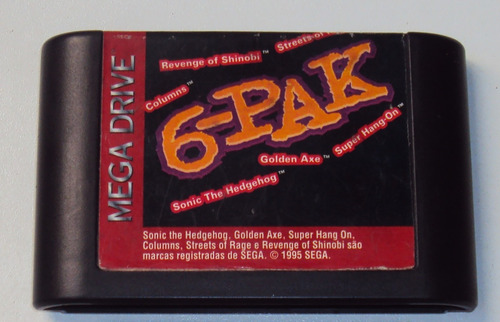 MEGA DRIVE
Revenge of Shinobi™
Streets of
Columns™
6-PAK
Super Hang-On™
Golden Axe™
Sonic The Hedgehog™
Sonic the Hedgehog, Golden Axe, Super Hang On,
Columns, Streets of Rage e Revenge of Shinobi são
marcas registradas de SEGA. © 1995 SEGA.